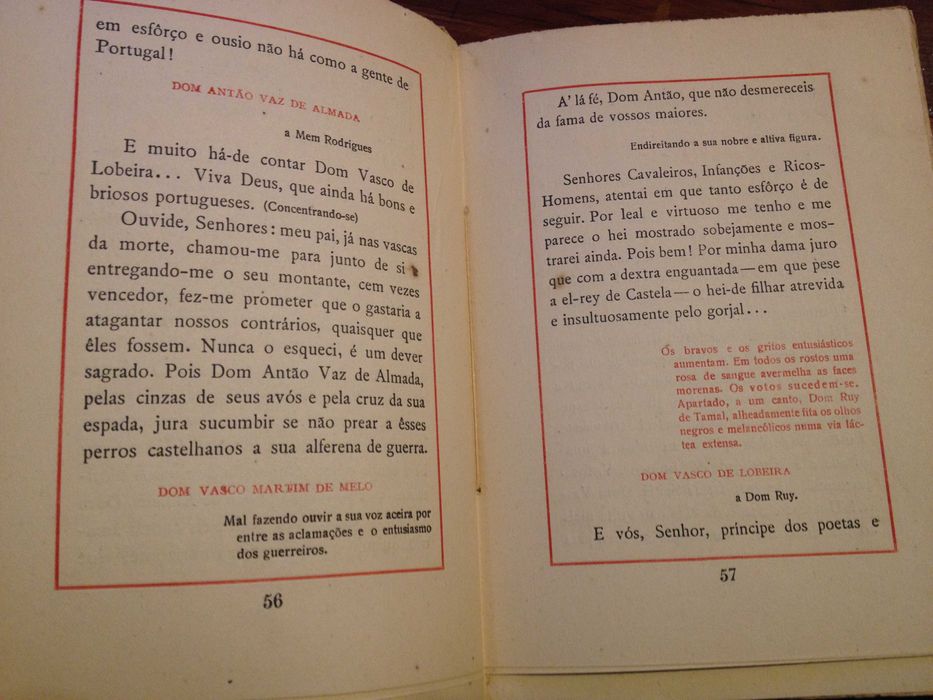 em esfôrço e ousio não há como a gente de
Portugal!
DOM ANTÃO VAZ DE ALMADA
a Mem Rodrigues
E muito há-de contar Dom Vasco de
Lobeira... Viva Deus, que ainda há bons e
briosos portugueses. (Concentrando-se)
Ouvide, Senhores: meu pai, já nas vascas
da morte, chamou-me para junto de si e
entregando-me o seu montante, cem vezes
vencedor, fez-me prometer que o gastaria a
atagantar nossos contrários, quaisquer que
êles fossem. Nunca o esqueci, é um dever
sagrado. Pois Dom Antão Vaz de Almada,
pelas cinzas de seus avós e pela cruz da sua
espada, jura sucumbir se não prear a êsses
perros castelhanos a sua alferena de guerra.
DOM VASCO MARTIM DE MELO
Mal fazendo ouvir a sua voz aceira por
entre as aclamações e o entusiasmo
dos guerreiros.
56
A' lá fé, Dom Antão, que não desmereceis
da fama de vossos maiores.
Endireitando a sua nobre e altiva figura.
Senhores Cavaleiros, Infanções e Ricos-
Homens, atentai em que tanto esfôrço é de
seguir. Por leal e virtuoso me tenho e me
parece o hei mostrado sobejamente e mos-
trarei ainda. Pois bem! Por minha dama juro
que com a dextra enguantada—em que pese
a el-rey de Castela—o hei-de filhar atrevida
e insultuosamente pelo gorjal...
Os bravos e os gritos entusiásticos
aumentam. Em todos os rostos uma
rosa de sangue avermelha as faces
morenas. Os votos sucedem-se.
Apartado, a um canto, Dom Ruy
de Tamal, alheadamente fita os olhos
negros e melancólicos numa via lác-
tea extensa.
DOM VASCO DE LOBEIRA
a Dom Ruy.
E vós, Senhor, príncipe dos poetas e
57